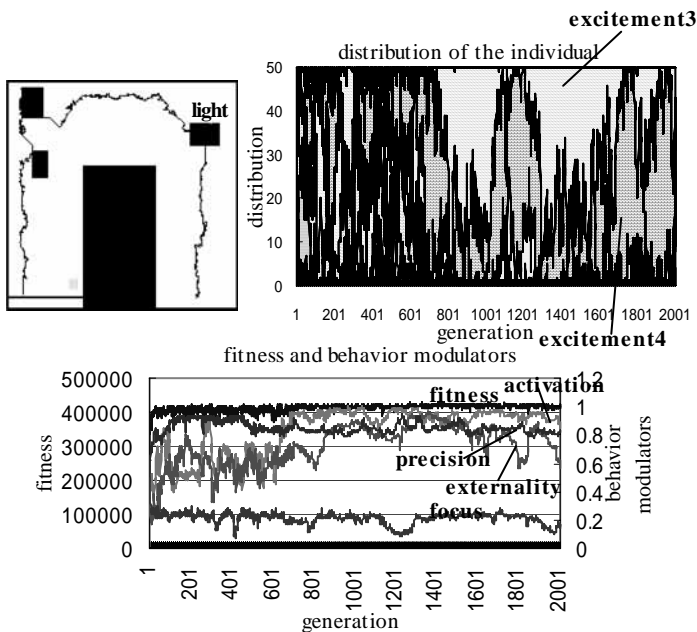 excitement3
distribution of the individual
light
distribution
50
40
30
20
10
0
1 201 401 601 801 1001 1201 1401 1601 1801 2001
generation
excitement4
fitness and behavior modulators
fitness
500000
400000
300000
200000
100000
0
fitness
activation
precision
externality
focus
1.2
1
0.8
0.6
0.4
0.2
0
behavior
modulators
1 201 401 601 801 1001 1201 1401 1601 1801 2001
generation